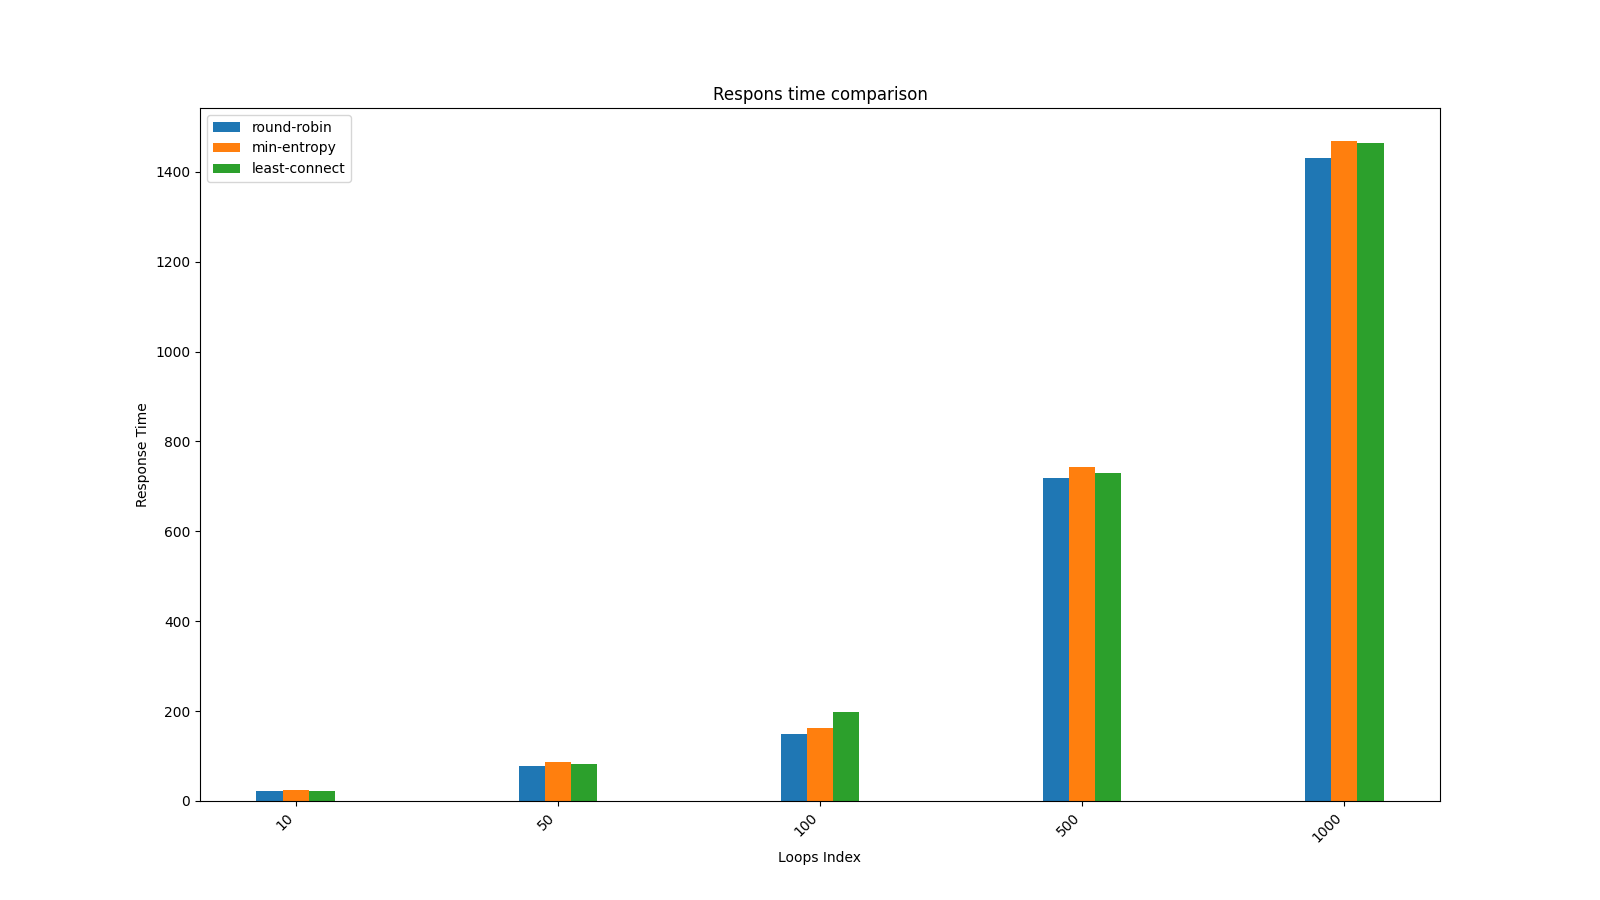 Respons time comparison
round-robin
min-entropy
least-connect
1400
1200
1000
800
600
400
200
0
Response Time
10
50
100
500
1000
Loops Index